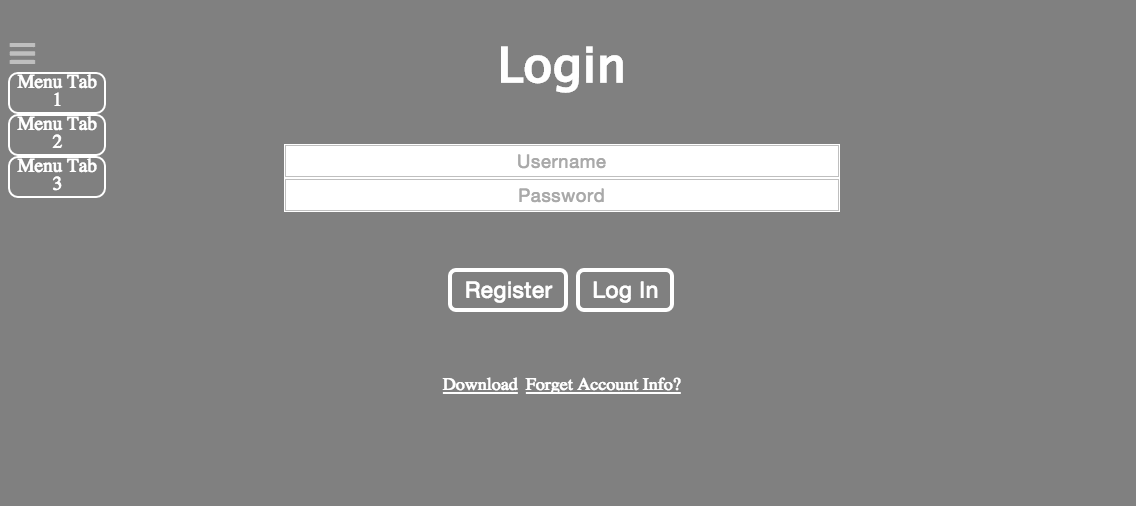 Login
Menu Tab
1
Menu Tab
2
Menu Tab
3
Username
Password
Register Log In
Download Forget Account Info?